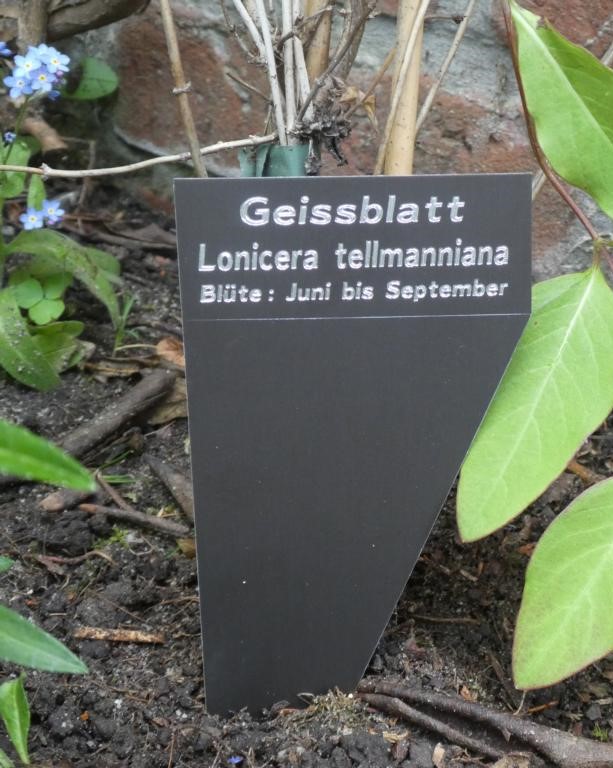 Geissblatt
Lonicera tellmanniana
Blüte: Juni bis September